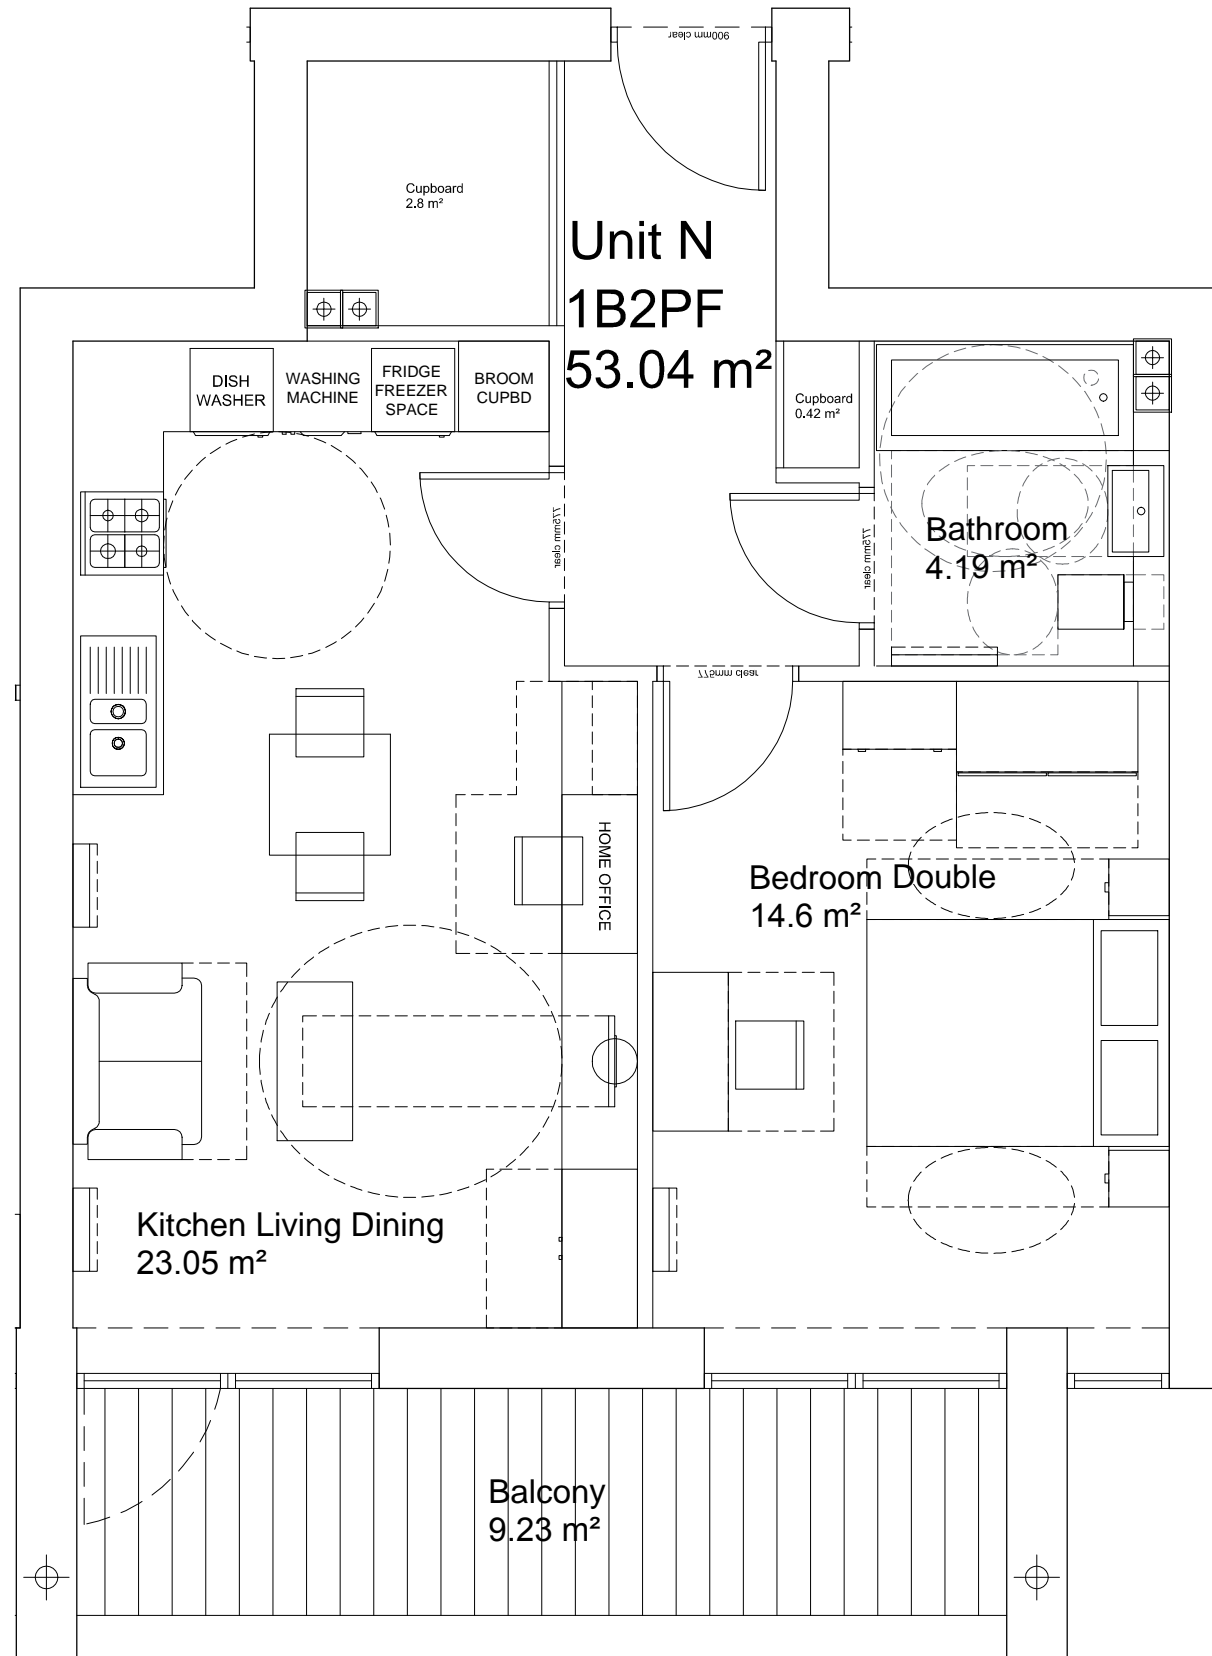 900mm clear
Cupboard
2.8 m²
Unit N
1B2PF
53.04 m²
DISH
WASHER
WASHING
MACHINE
FRIDGE
FREEZER
SPACE
BROOM
CUPBD
Cupboard
0.42 m²
775mm clear
775mm clear
Bathroom
4.19 m²
775mm clear
HOME OFFICE
Bedroom Double
14.6 m²
Kitchen Living Dining
23.05 m²
Balcony
9.23 m²